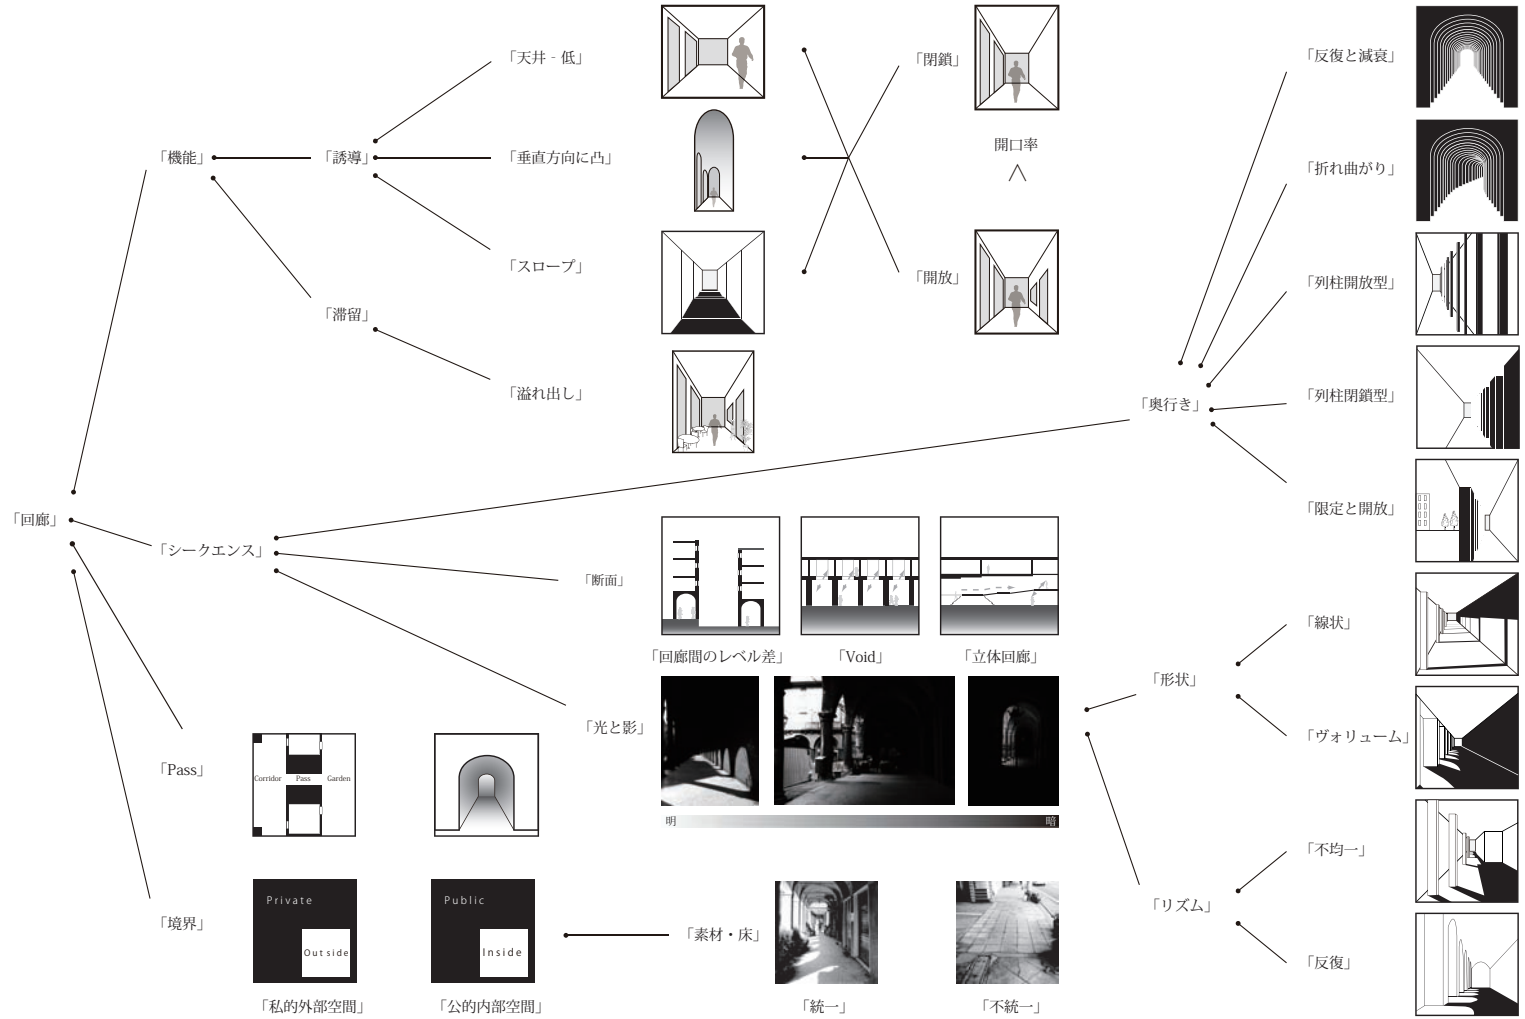 「天井 - 低」
「閉鎖」
「反復と減衰」
開口率
「機能」
「誘導」
「垂直方向に凸」
「折れ曲がり」
「スロープ」
「開放」
「列柱開放型」
「滞留」
「溢れ出し」
「奥行き」
「列柱閉鎖型」
「回廊」
「限定と開放」
「シークエンス」
「断面」
「線状」
「回廊間のレベル差」
「Void」
「立体回廊」
「形状」
「光と影」
「ヴォリューム」
「Pass」
Corridor
Pass
Garden
明
暗
「不均一」
「境界」
Private
Outside
Public
Inside
「素材・床」
「リズム」
「反復」
「私的外部空間」
「公的内部空間」
「統一」
「不統一」